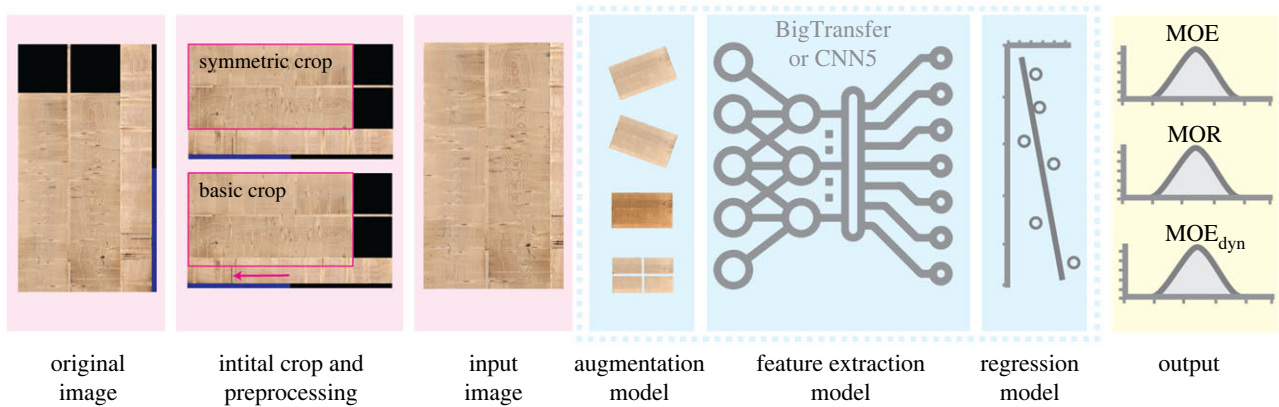 symmetric crop
basic crop
BigTransfer
or CNN5
MOE
MOR
MOE_dyn
original
image
intital crop and
preprocessing
input
image
augmentation
model
feature extraction
model
regression
model
output